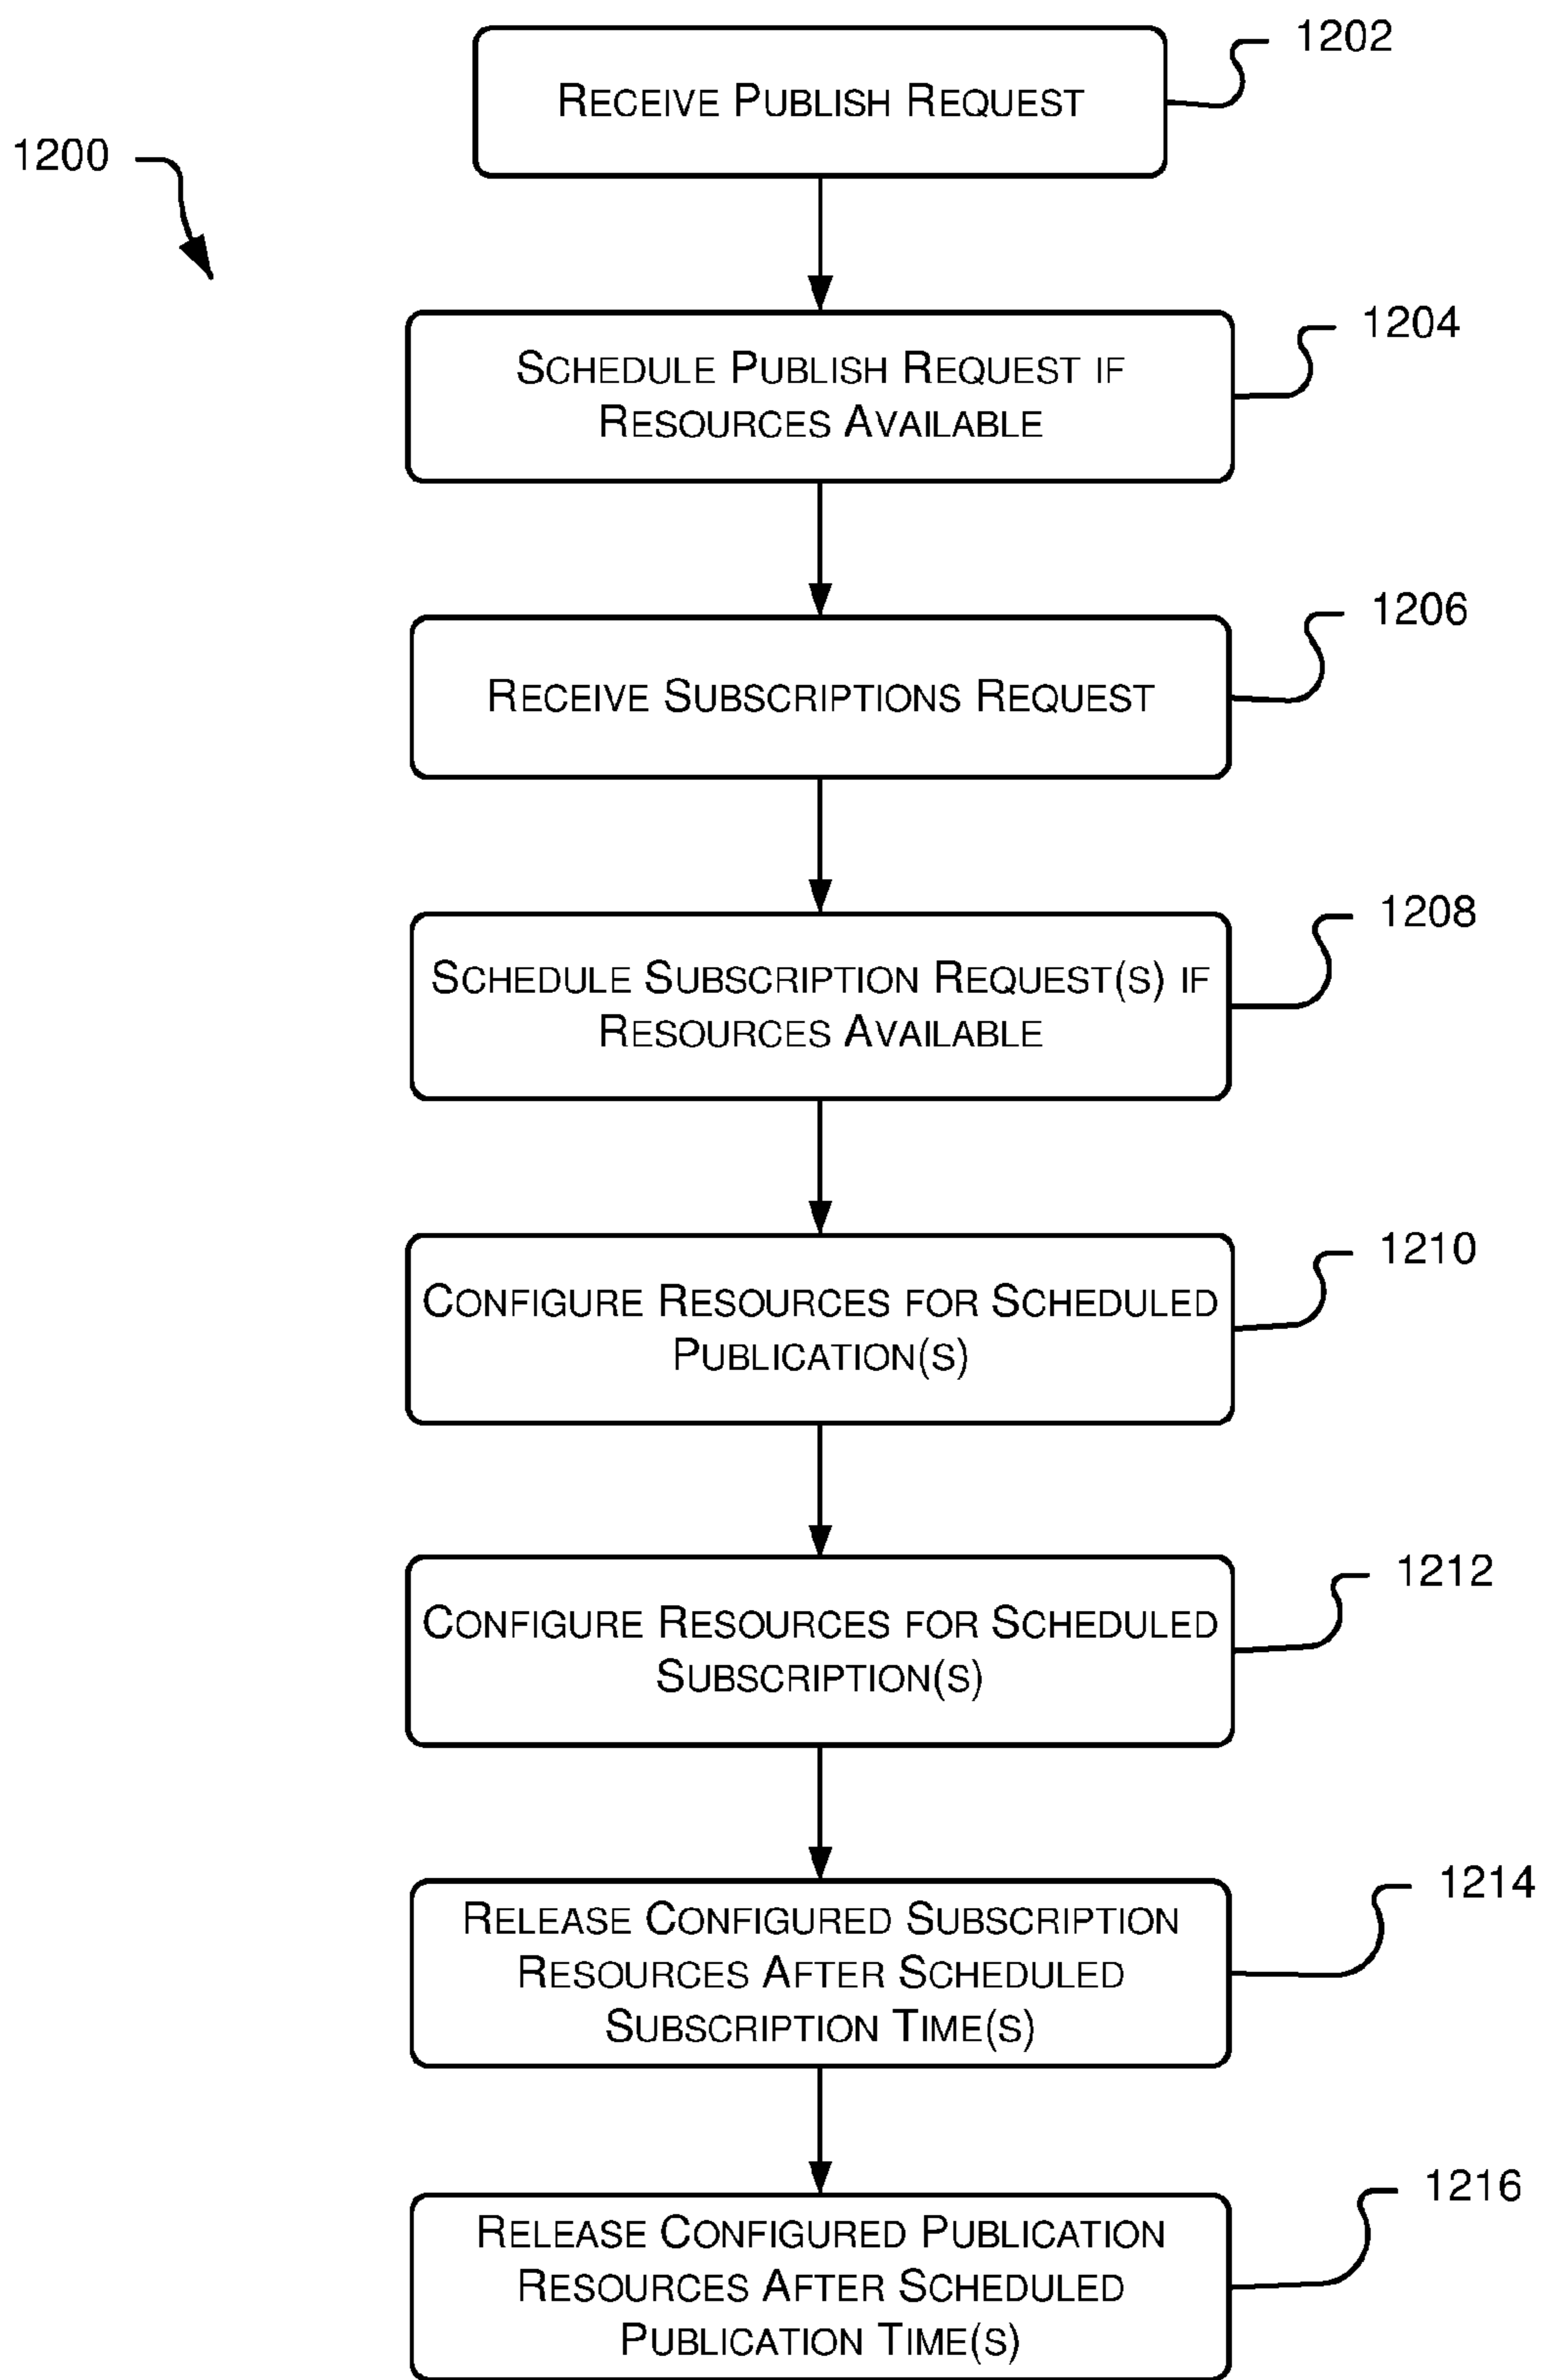 RECEIVE PUBLISH REQUEST
1202
1200
SCHEDULE PUBLISH REQUEST IF
RESOURCES AVAILABLE
1204
RECEIVE SUBSCRIPTIONS REQUEST
1206
SCHEDULE SUBSCRIPTION REQUEST(S) IF
RESOURCES AVAILABLE
1208
CONFIGURE RESOURCES FOR SCHEDULED
PUBLICATION(S)
1210
CONFIGURE RESOURCES FOR SCHEDULED
SUBSCRIPTION(S)
1212
RELEASE CONFIGURED SUBSCRIPTION
RESOURCES AFTER SCHEDULED
SUBSCRIPTION TIME(S)
1214
RELEASE CONFIGURED PUBLICATION
RESOURCES AFTER SCHEDULED
PUBLICATION TIME(S)
1216